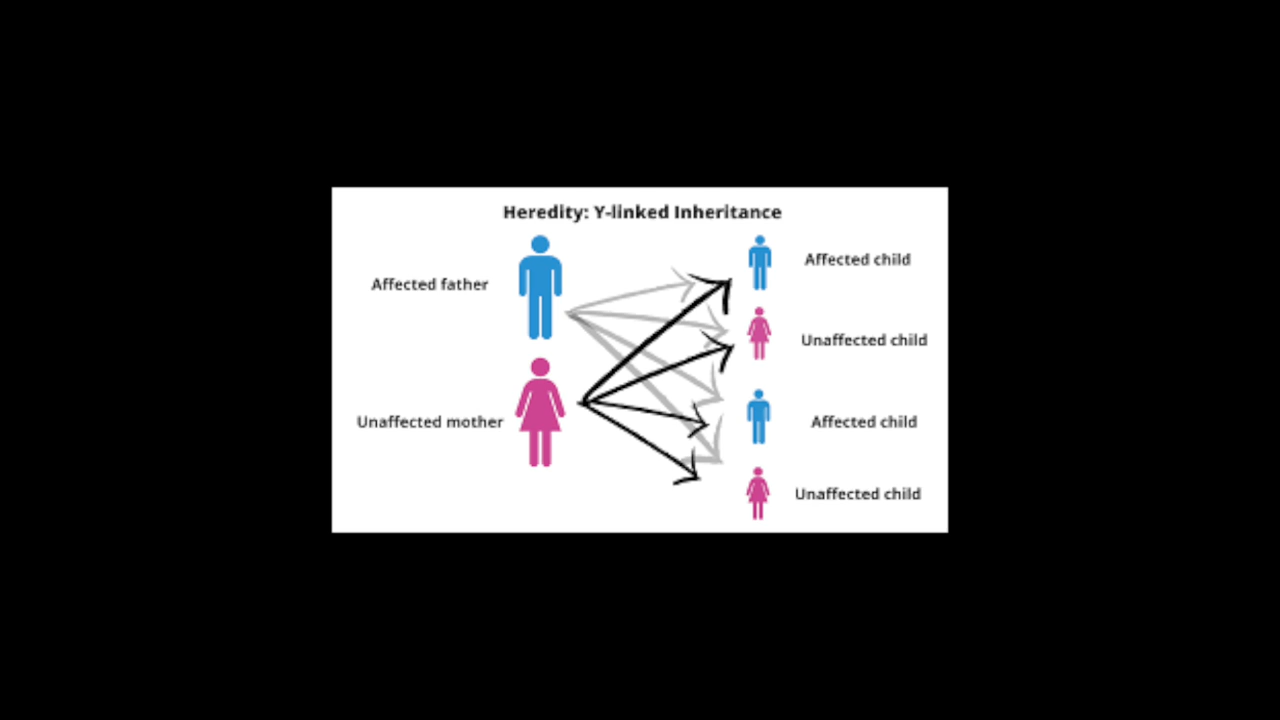 Heredity: Y-linked Inheritance
Affected father
Unaffected mother
Affected child
Unaffected child
Affected child
Unaffected child